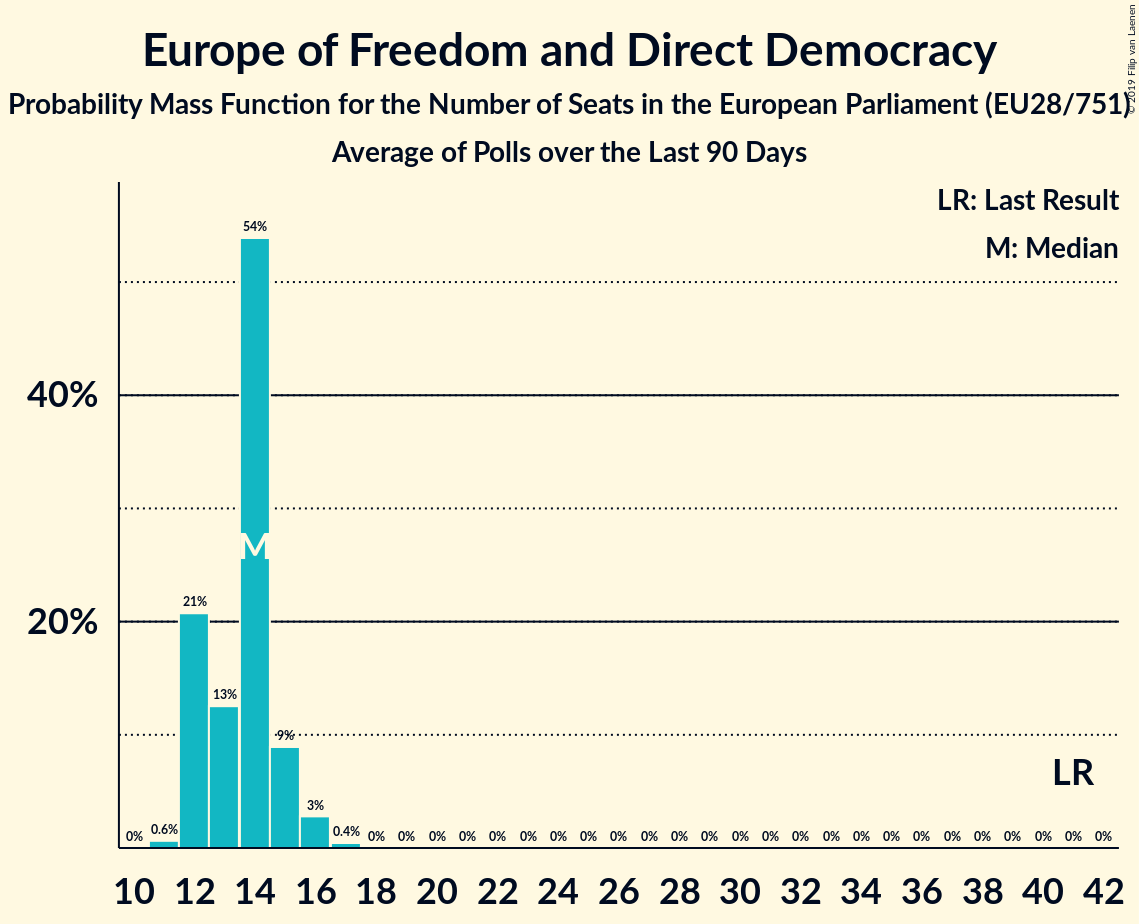 Europe of Freedom and Direct Democracy
Probability Mass Function for the Number of Seats in the European Parliament (EU28/751)
Average of Polls over the Last 90 Days
© 2019 Filip van Laenen
LR: Last Result
M: Median
54%
40%
M
21%
20%
13%
9%
LR
3%
0% 0.6% 0.4% 0% 0% 0% 0% 0% 0% 0% 0% 0% 0% 0% 0% 0% 0% 0% 0% 0% 0% 0% 0% 0% 0% 0% 0% 0%
10 12 14 16 18 20 22 24 26 28 30 32 34 36 38 40 42